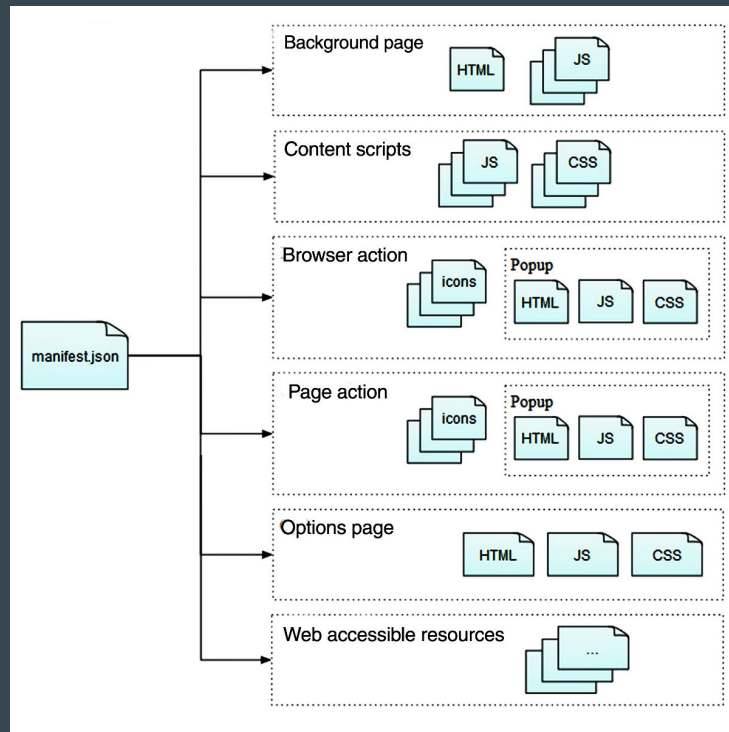 Background page
HTML
JS
Content scripts
JS
CSS
Browser action
icons
Popup
HTML
JS
CSS
manifest.json
Page action
icons
Popup
HTML
JS
CSS
Options page
HTML
JS
CSS
Web accessible resources
...